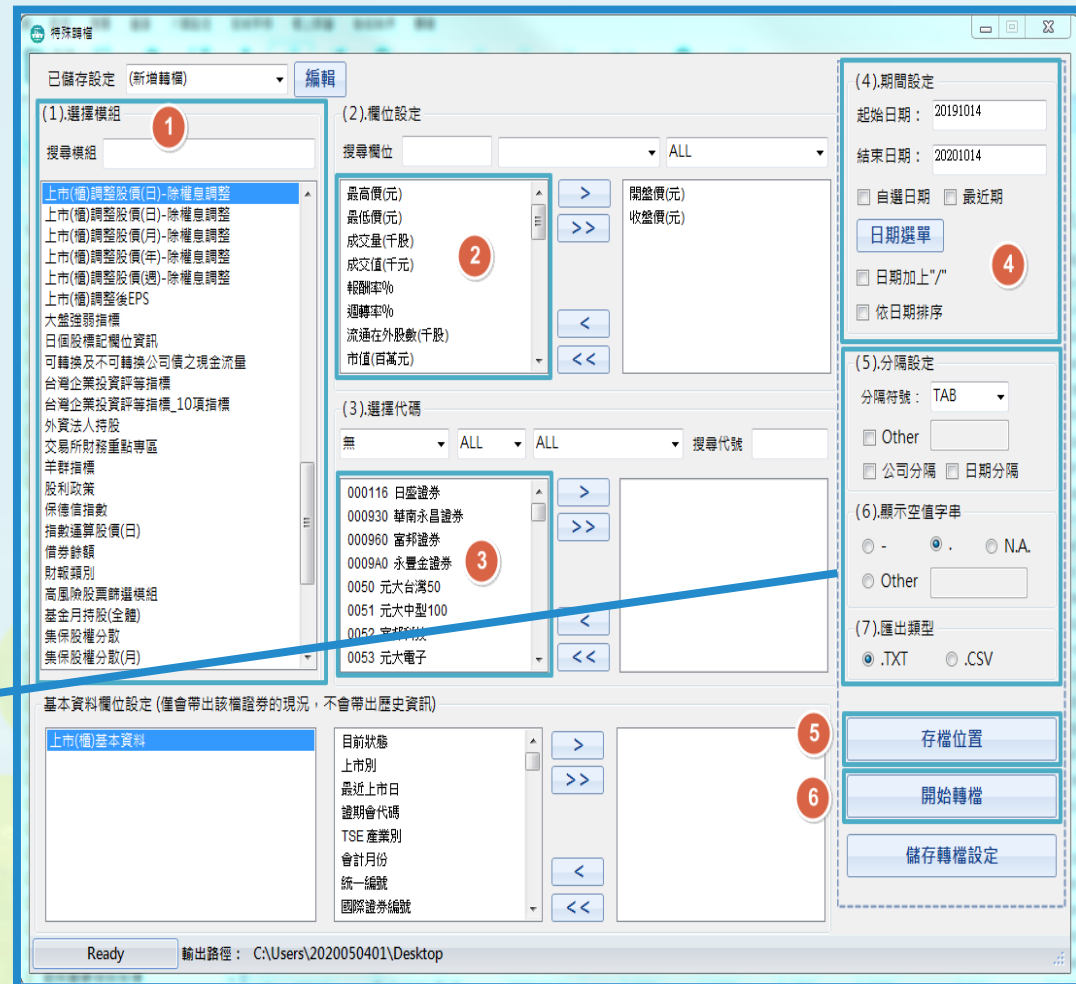 特殊轉檔
已儲存設定 (新增轉檔) 編輯
(1).選擇模組
1
搜尋模組
上市(櫃)調整股價(日)-除權息調整
上市(櫃)調整股價(日)-除權息調整
上市(櫃)調整股價(月)-除權息調整
上市(櫃)調整股價(年)-除權息調整
上市(櫃)調整股價(週)-除權息調整
上市(櫃)調整後EPS
大盤強弱指標
日個股標記欄位資訊
可轉換及不可轉換公司債之現金流量
台灣企業投資評等指標
台灣企業投資評等指標_10項指標
外資法人持股
交易所財務重點專區
羊群指標
股利政策
保德信指數
指數運算股價(日)
借券餘額
財報類別
高風險股票篩選模組
基金月持股(全體)
集保股權分散
集保股權分散(月)
(2).欄位設定
搜尋欄位 ALL
最高價(元)
最低價(元)
成交量(千股)
成交值(千元)
報酬率%
週轉率%
流通在外股數(千股)
市值(百萬元)
2
>
>>
<
<<
開盤價(元)
收盤價(元)
(3).選擇代碼
無 ALL ALL 搜尋代號
000116 日盛證券
000930 華南永昌證券
000960 富邦證券
0009A0 永豐金證券
0050 元大台灣50
0051 元大中型100
0052 富邦科技
0053 元大電子
3
>
>>
<
<<
(4).期間設定
起始日期： 20191014
結束日期： 20201014
自選日期 最近期
日期選單
4
日期加上"/"
依日期排序
(5).分隔設定
分隔符號： TAB
Other
公司分隔 日期分隔
(6).顯示空值字串
- . N.A.
Other
(7).匯出類型
.TXT .CSV
基本資料欄位設定 (僅會帶出該檔證券的現況，不會帶出歷史資訊)
上市(櫃)基本資料
目前狀態
上市別
最近上市日
證期會代碼
TSE 產業別
會計月份
統一編號
國際證券編號
>
>>
<
<<
5
存檔位置
6
開始轉檔
儲存轉檔設定
Ready 輸出路徑： C:\Users\2020050401\Desktop